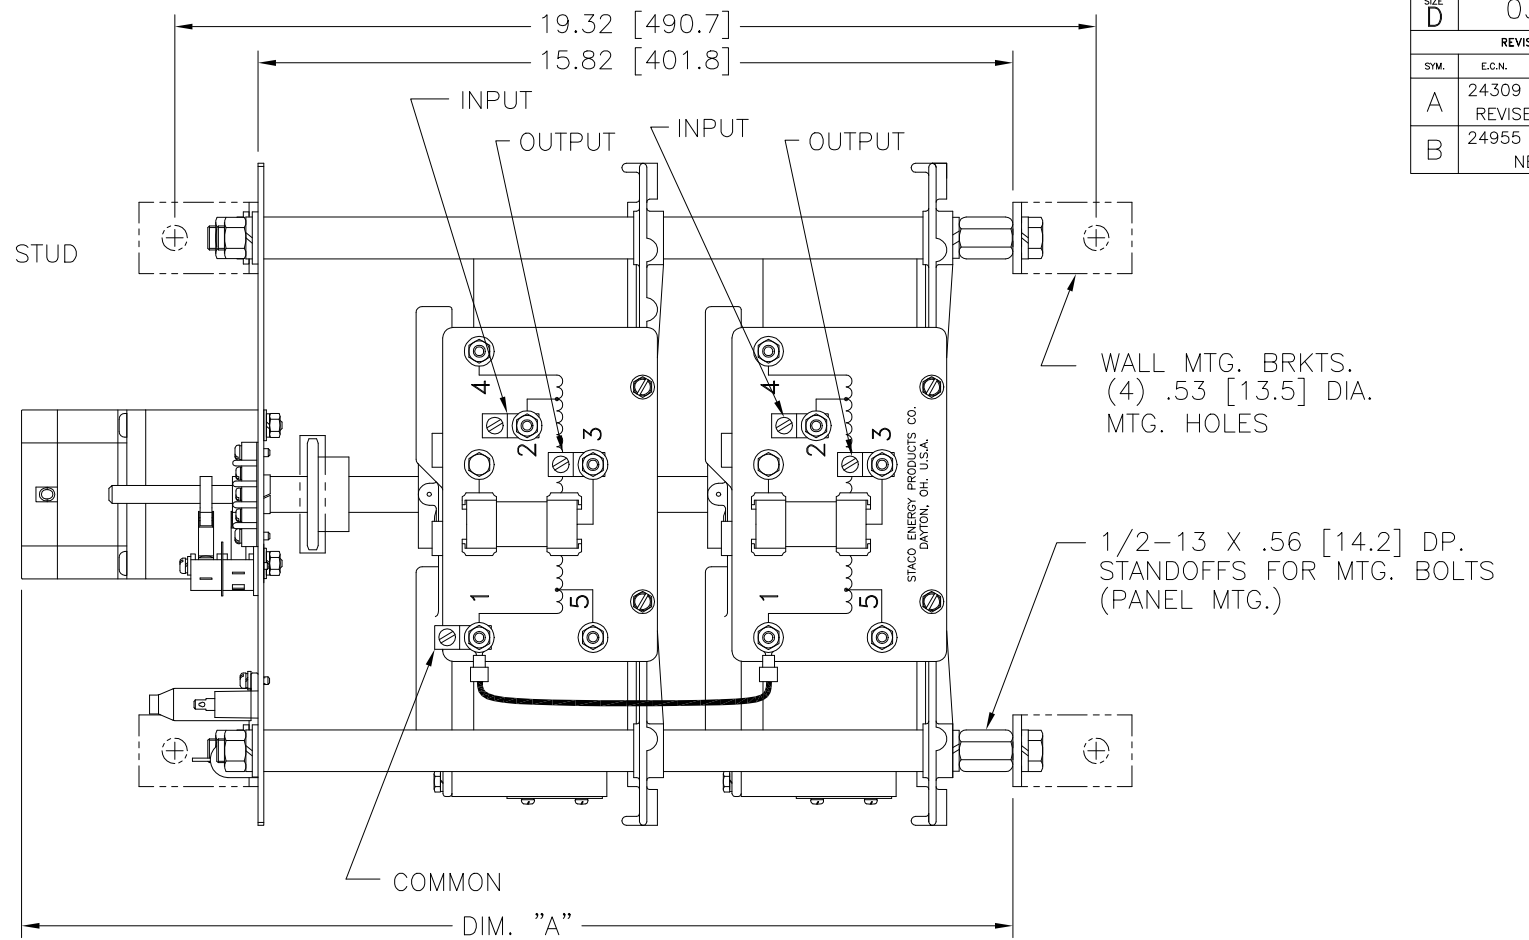 19.32 [490.7]
15.82 [401.8]
SIZE
D
SYM.
E.C.N.
A
24309
B
24955
INPUT
OUTPUT
INPUT
OUTPUT
STUD
4
2
3
1
5
4
2
3
1
5
STACO ENERGY PRODUCTS CO.
DAYTON, OH. U.S.A.
WALL MTG. BRKTS.
(4) .53 [13.5] DIA.
MTG. HOLES
1/2-13 X .56 [14.2] DP.
STANDOFFS FOR MTG. BOLTS
(PANEL MTG.)
COMMON
DIM. "A"